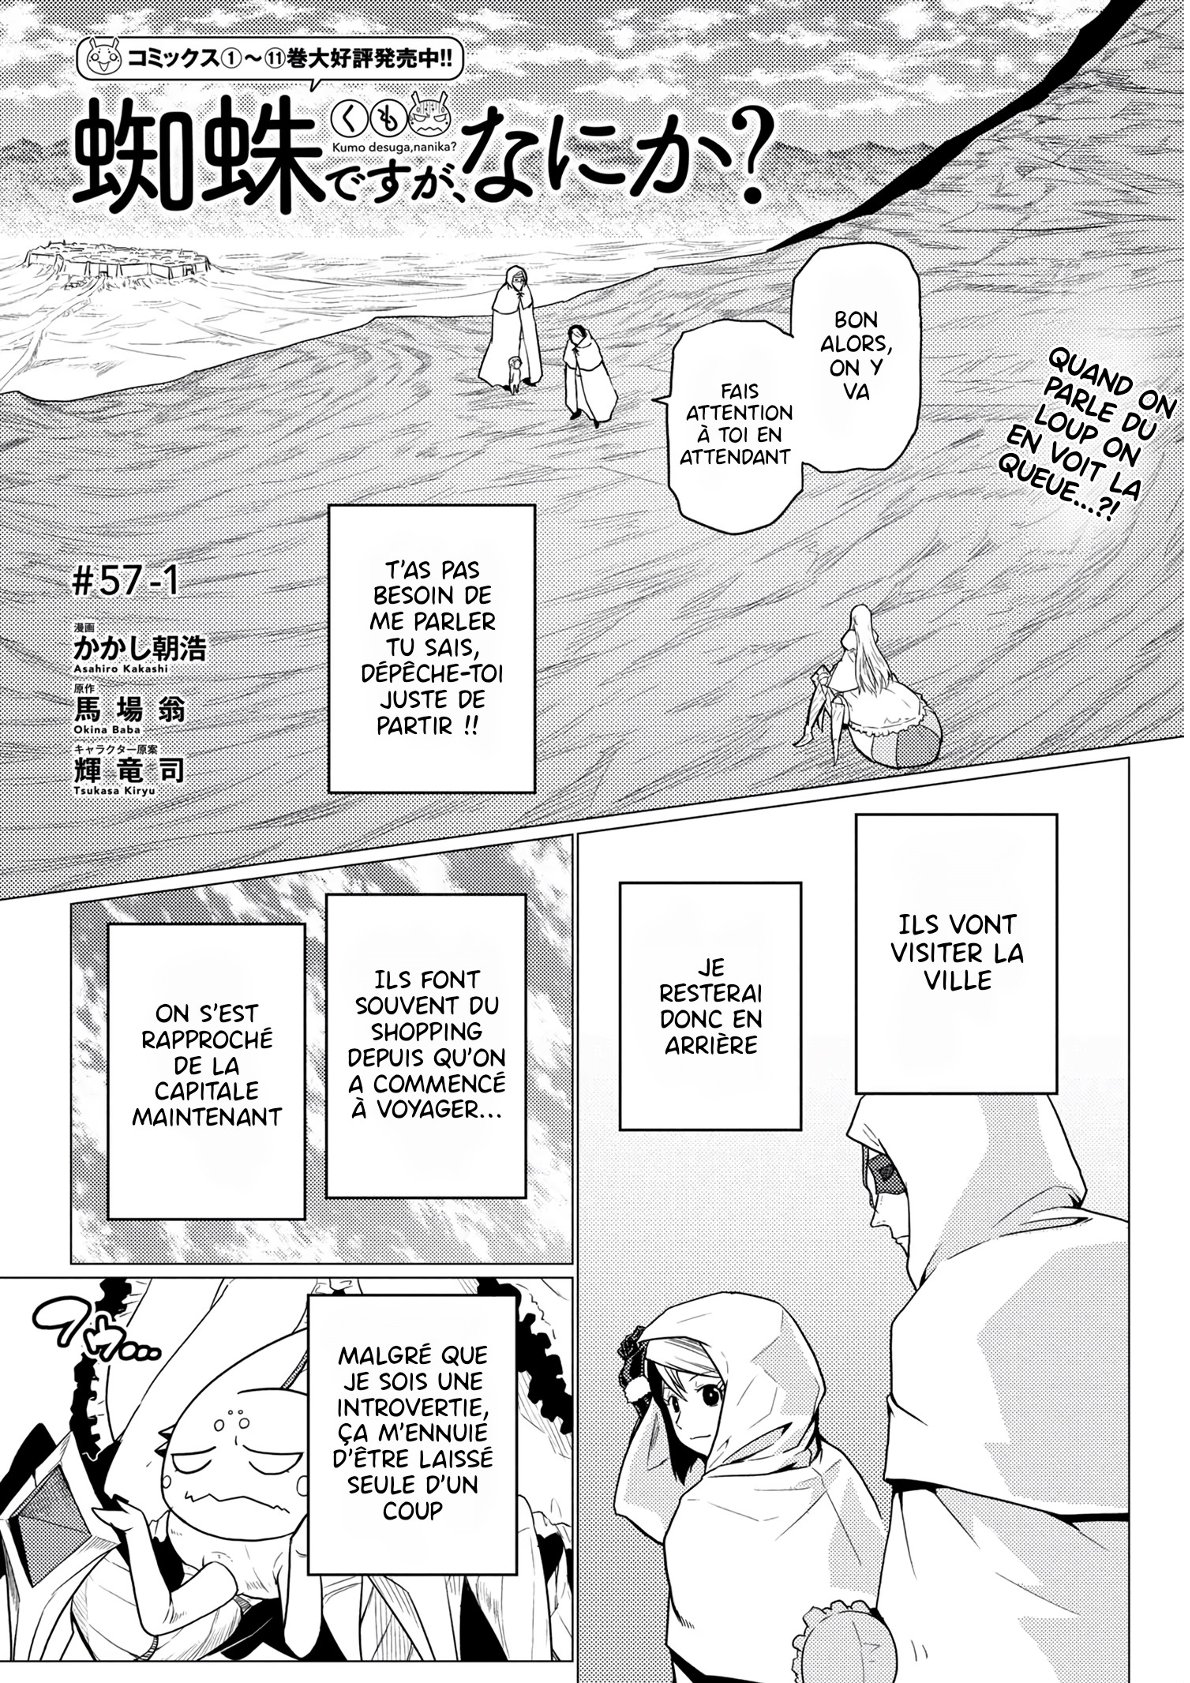 コミックス①～⑪巻大好評発売中!!
蜘蛛ですが、なにか?
くも
Kumo desuga,nanika?
BON
ALORS,
ON Y
VA
FAIS
ATTENTION
À TOI EN
ATTENDANT
QUAND ON
PARLE DU
LOUP ON
EN VOIT LA
QUEUE...?!
T'AS PAS
BESOIN DE
ME PARLER
TU SAIS,
DÉPÊCHE-TOI
JUSTE DE
PARTIR !!
#57-1
漫画
かかし朝浩
Asahiro Kakashi
原作
馬場翁
Okina Baba
キャラクター原案
輝竜司
Tsukasa Kiryu
ILS VONT
VISITER LA
VILLE
JE
RESTERAI
DONC EN
ARRIÈRE
ILS FONT
SOUVENT DU
SHOPPING
DEPUIS QU'ON
A COMMENCÉ
À VOYAGER...
ON S'EST
RAPPROCHÉ
DE LA
CAPITALE
MAINTENANT
MALGRÉ QUE
JE SOIS UNE
INTROVERTIE,
ÇA M'ENNUIE
D'ÊTRE LAISSÉ
SEULE D'UN
COUP